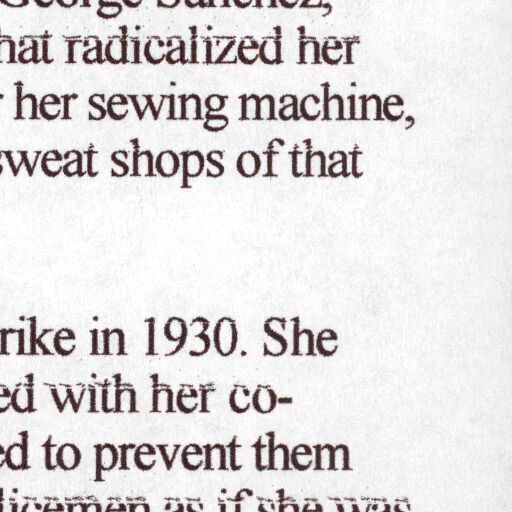 George Sanchez,
hat radicalized her
her sewing machine,
sweat shops of that
rike in 1930. She
ed with her co-
ed to prevent them
licemen as if she was